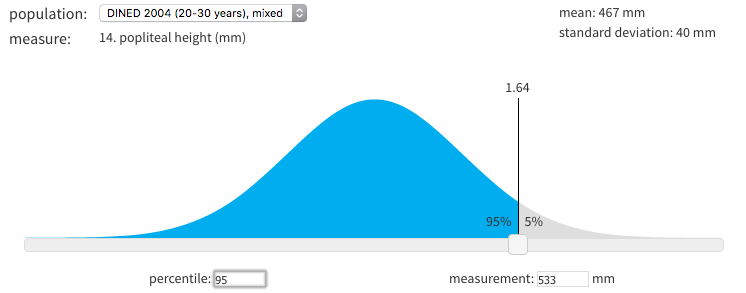 population: DINED 2004 (20-30 years), mixed
mean: 467 mm
measure: 14. popliteal height (mm)
standard deviation: 40 mm
1.64
95% 5%
percentile: 95 measurement: 533 mm